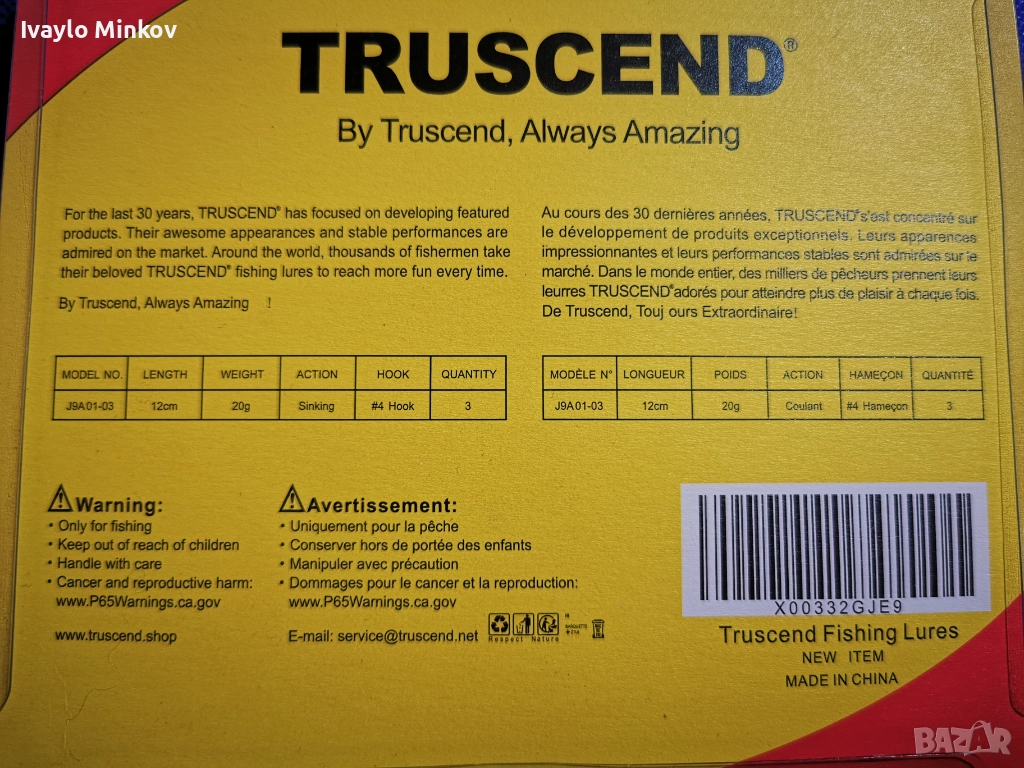 Ivaylo Minkov
TRUSCEND®
By Truscend, Always Amazing
For the last 30 years, TRUSCEND® has focused on developing featured
products. Their awesome appearances and stable performances are
admired on the market. Around the world, thousands of fishermen take
their beloved TRUSCEND® fishing lures to reach more fun every time.
By Truscend, Always Amazing !
Au cours des 30 dernières années, TRUSCEND® s'est concentré sur
le développement de produits exceptionnels. Leurs apparences
impressionnantes et leurs performances stables sont admirées sur le
marché. Dans le monde entier, des milliers de pêcheurs prennent leurs
leurres TRUSCEND® adorés pour atteindre plus de plaisir à chaque fois.
De Truscend, Touj ours Extraordinaire!
MODEL NO. LENGTH WEIGHT ACTION HOOK QUANTITY
J9A01-03 12cm 20g Sinking #4 Hook 3
MODÈLE N° LONGUEUR POIDS ACTION HAMEÇON QUANTITÉ
J9A01-03 12cm 20g Coulant #4 Hameçon 3
Warning:
• Only for fishing
• Keep out of reach of children
• Handle with care
• Cancer and reproductive harm:
www.P65Warnings.ca.gov
www.truscend.shop
Avertissement:
• Uniquement pour la pêche
• Conserver hors de portée des enfants
• Manipuler avec précaution
• Dommages pour le cancer et la reproduction:
www.P65Warnings.ca.gov
E-mail: service@truscend.net
Respect Nature
X00332GJE9
Truscend Fishing Lures
NEW ITEM
MADE IN CHINA
BAZAR